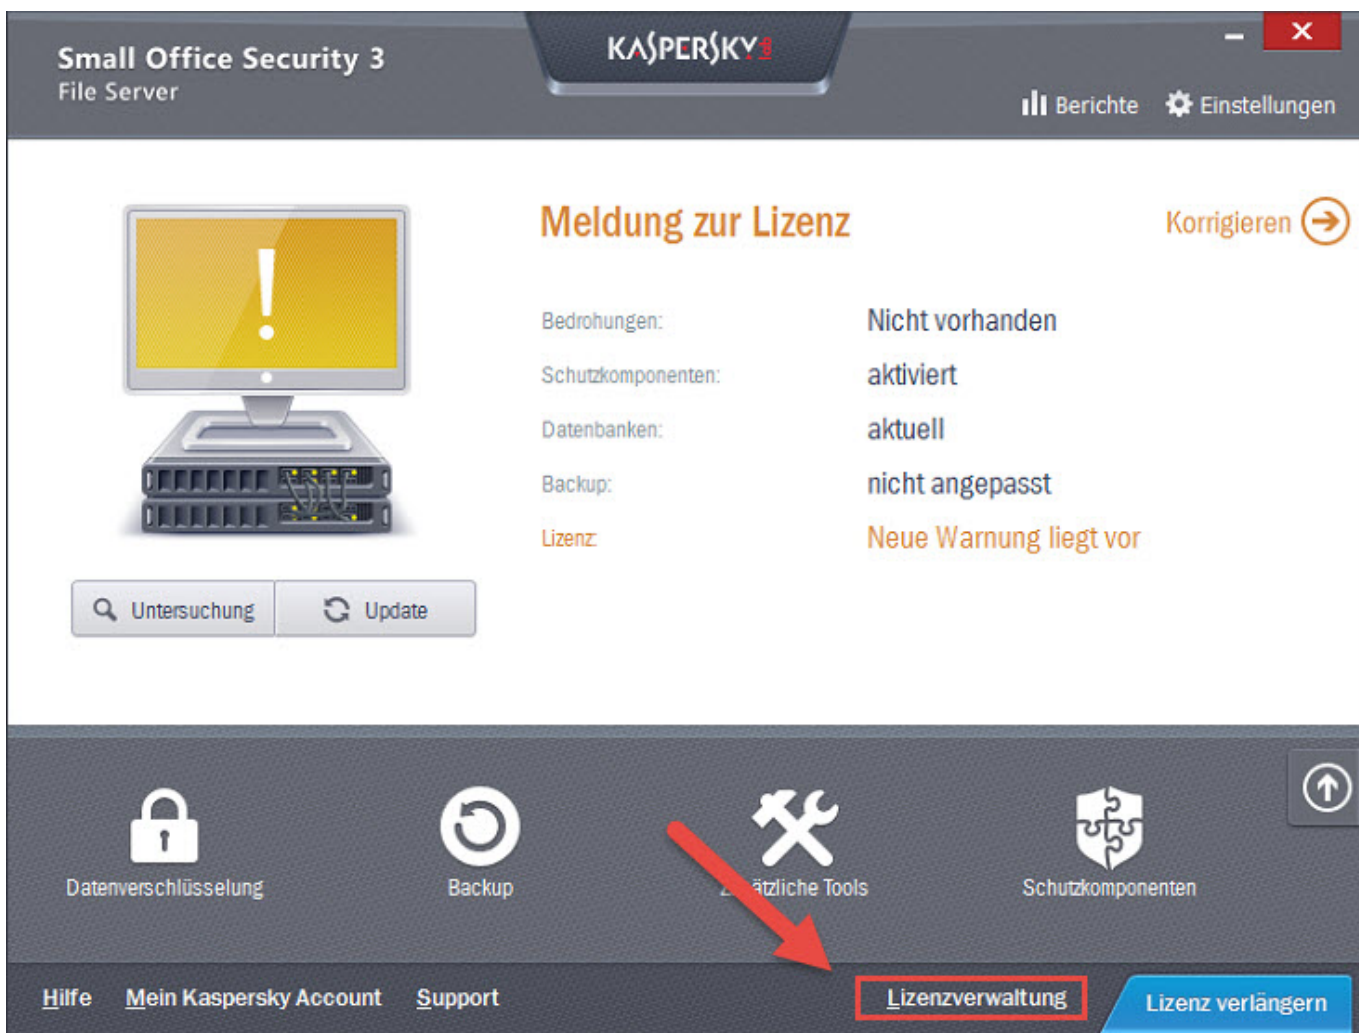 Small Office Security 3
File Server
KASPERSKY
Berichte
Einstellungen
Meldung zur Lizenz
Korrigieren
Bedrohungen: Nicht vorhanden
Schutzkomponenten: aktiviert
Datenbanken: aktuell
Backup: nicht angepasst
Lizenz: Neue Warnung liegt vor
Untersuchung
Update
Datenverschlüsselung
Backup
Tools
Schutzkomponenten
Hilfe
Mein Kaspersky Account
Support
Lizenzverwaltung
Lizenz verlängern